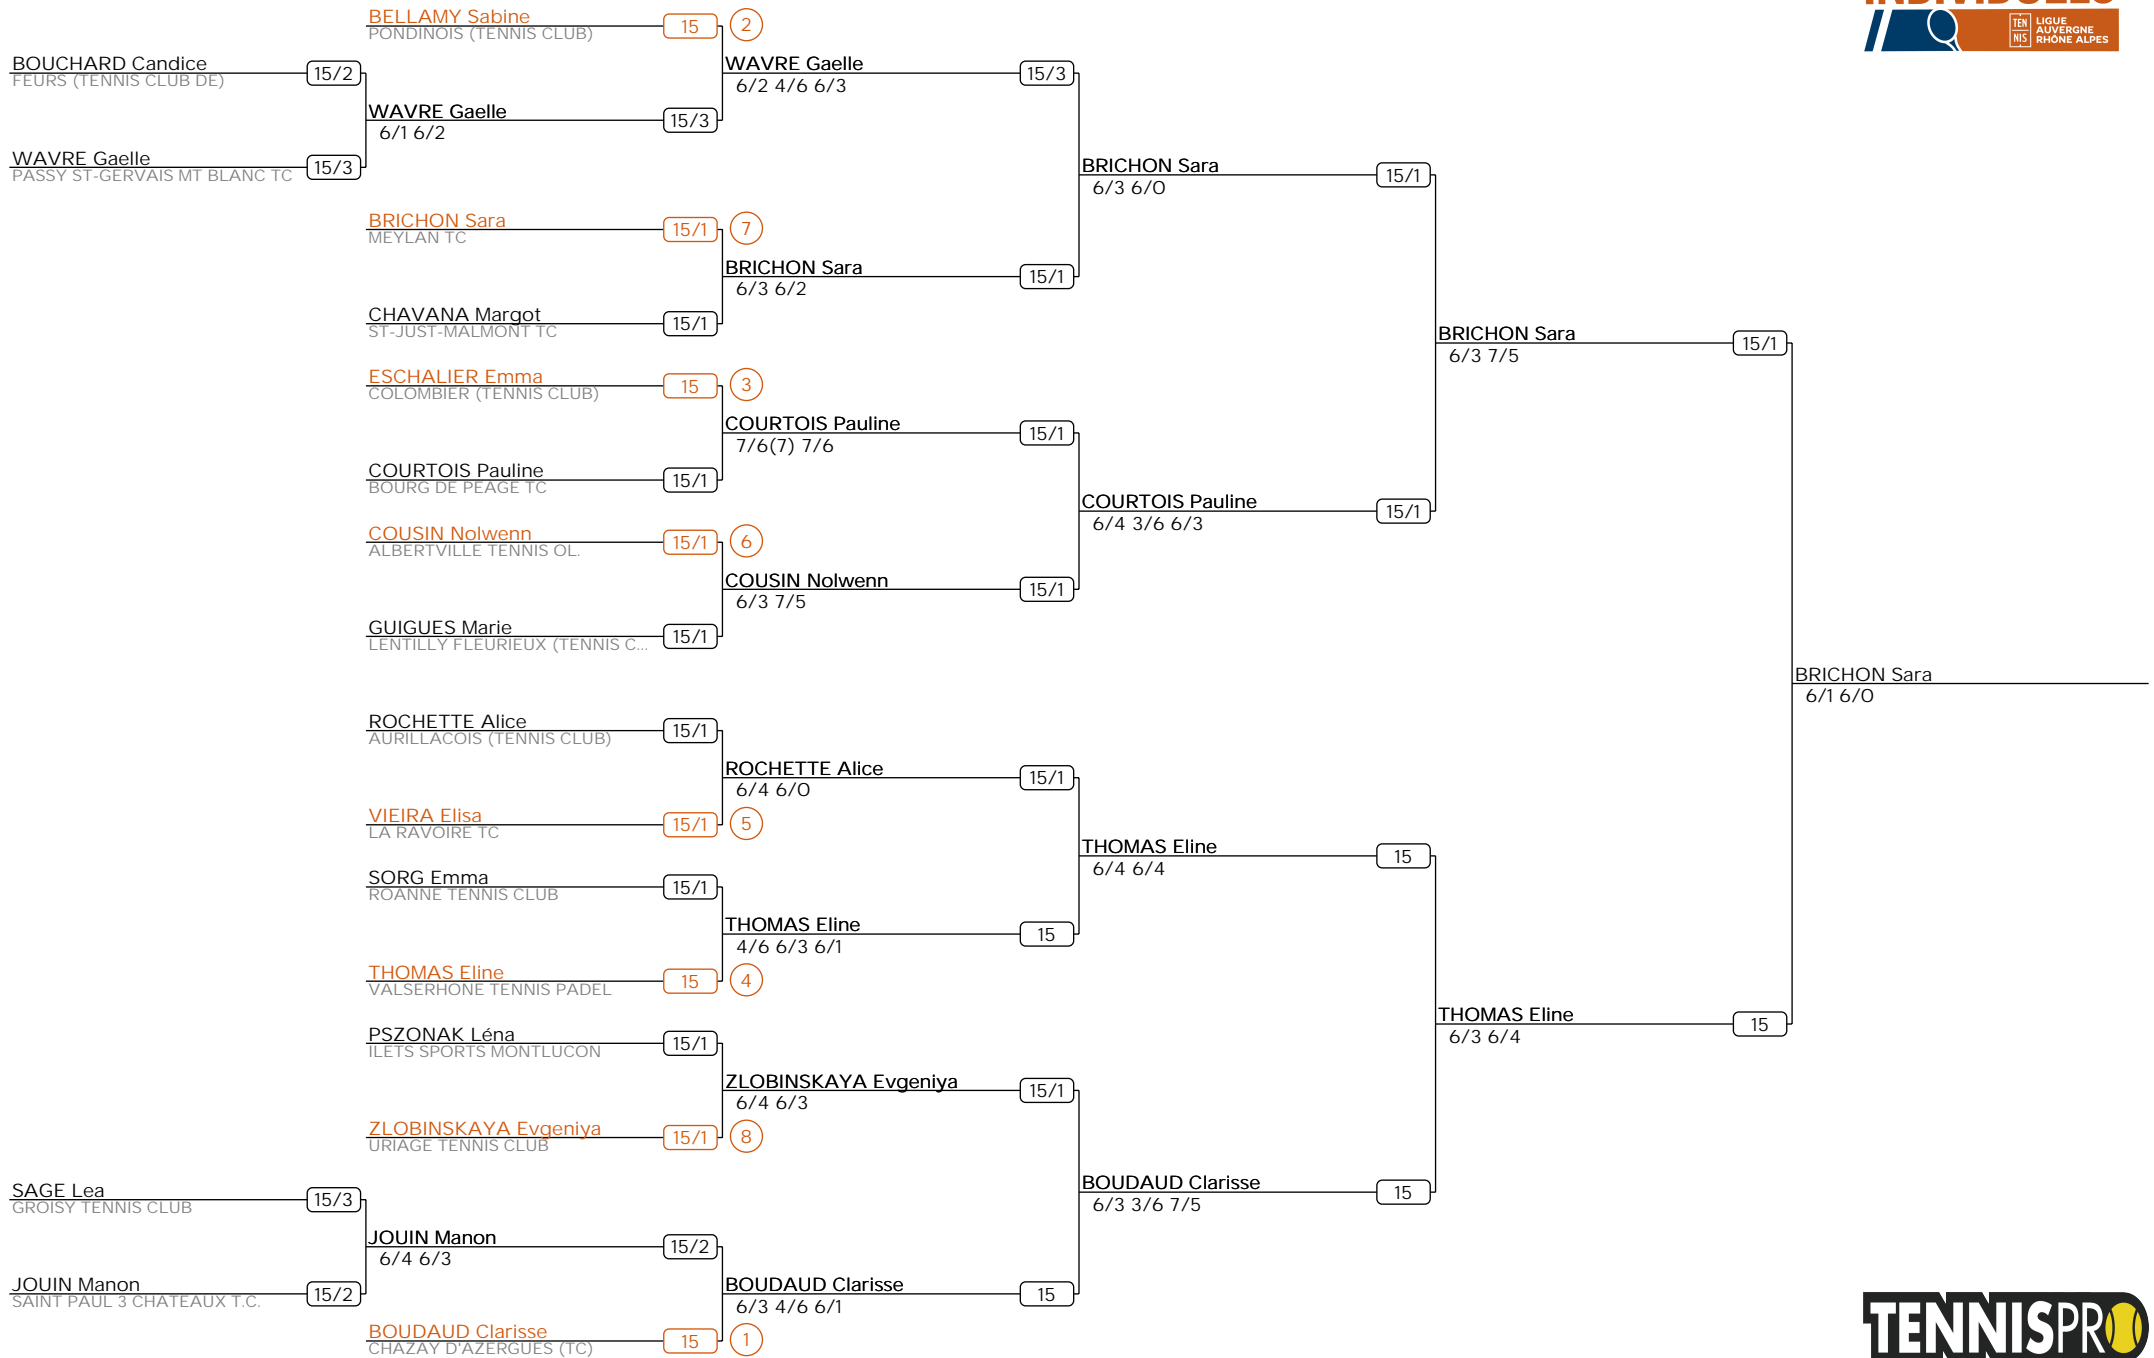 INDIVIDUELLES
TEN
NIS
LIGUE
AUVERGNE
RHÔNE ALPES
BELLAMY Sabine
PONDINOIS (TENNIS CLUB)
15
2
BOUCHARD Candice
FEURS (TENNIS CLUB DE)
15/2
WAVRE Gaelle
6/2 4/6 6/3
15/3
WAVRE Gaelle
6/1 6/2
15/3
WAVRE Gaelle
PASSY ST-GERVAIS MT BLANC TC
15/3
BRICHON Sara
6/3 6/0
15/1
BRICHON Sara
MEYLAN TC
15/1
7
BRICHON Sara
6/3 6/2
15/1
CHAVANA Margot
ST-JUST-MALMONT TC
15/1
BRICHON Sara
6/3 7/5
15/1
ESCHALIER Emma
COLOMBIER (TENNIS CLUB)
15
3
COURTOIS Pauline
7/6(7) 7/6
15/1
COURTOIS Pauline
BOURG DE PEAGE TC
15/1
COURTOIS Pauline
6/4 3/6 6/3
15/1
COUSIN Nolwenn
ALBERTVILLE TENNIS OL.
15/1
6
COUSIN Nolwenn
6/3 7/5
15/1
GUIGUES Marie
LENTILLY FLEURIEUX (TENNIS C...
15/1
BRICHON Sara
6/1 6/0
ROCHETTE Alice
AURILLACOIS (TENNIS CLUB)
15/1
ROCHETTE Alice
6/4 6/0
15/1
VIEIRA Elisa
LA RAVOIRE TC
15/1
5
THOMAS Eline
6/4 6/4
15
SORG Emma
ROANNE TENNIS CLUB
15/1
THOMAS Eline
4/6 6/3 6/1
15
THOMAS Eline
VALSERHONE TENNIS PADEL
15
4
THOMAS Eline
6/3 6/4
15
PSZONAK Léna
ILETS SPORTS MONTLUCON
15/1
ZLOBINSKAYA Evgeniya
6/4 6/3
15/1
ZLOBINSKAYA Evgeniya
URIAGE TENNIS CLUB
15/1
8
BOUDAUD Clarisse
6/3 3/6 7/5
15
SAGE Lea
GROISY TENNIS CLUB
15/3
JOUIN Manon
6/4 6/3
15/2
JOUIN Manon
SAINT PAUL 3 CHATEAUX T.C.
15/2
BOUDAUD Clarisse
6/3 4/6 6/1
15
BOUDAUD Clarisse
CHAZAY D'AZERGUES (TC)
15
1
TENNISPRO